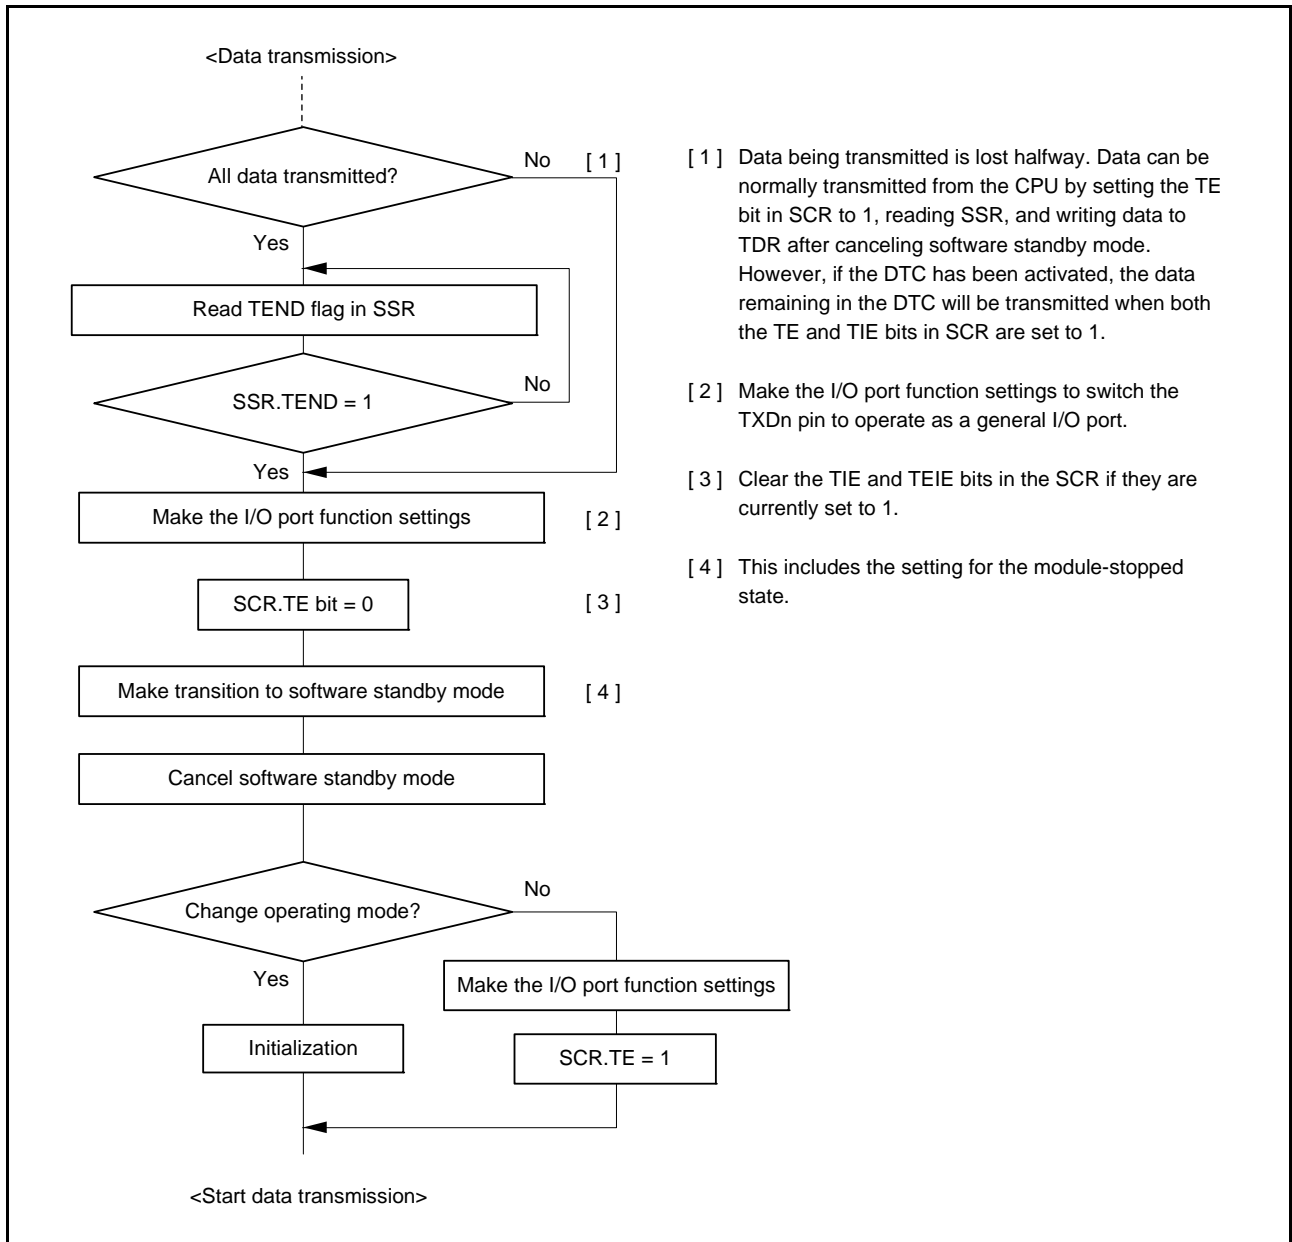 <Data transmission>
All data transmitted?
No [ 1 ]
Yes
Read TEND flag in SSR
SSR.TEND = 1
No
Yes
Make the I/O port function settings
[ 2 ]
SCR.TE bit = 0
[ 3 ]
Make transition to software standby mode
[ 4 ]
Cancel software standby mode
Change operating mode?
No
Yes
Make the I/O port function settings
Initialization
SCR.TE = 1
<Start data transmission>
[ 1 ] Data being transmitted is lost halfway. Data can be
normally transmitted from the CPU by setting the TE
bit in SCR to 1, reading SSR, and writing data to
TDR after canceling software standby mode.
However, if the DTC has been activated, the data
remaining in the DTC will be transmitted when both
the TE and TIE bits in SCR are set to 1.
[ 2 ] Make the I/O port function settings to switch the
TXDn pin to operate as a general I/O port.
[ 3 ] Clear the TIE and TEIE bits in the SCR if they are
currently set to 1.
[ 4 ] This includes the setting for the module-stopped
state.